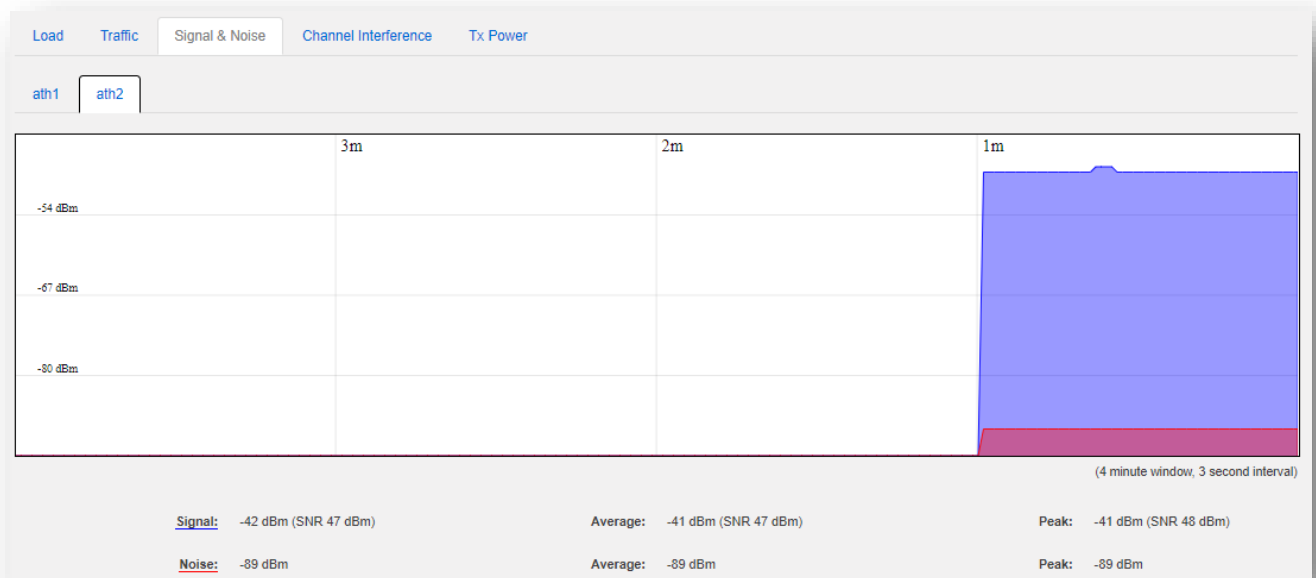 Load Traffic Signal & Noise Channel Interference Tx Power
ath1 ath2
3m 2m 1m
-54 dBm
-67 dBm
-80 dBm
(4 minute window, 3 second interval)
Signal: -42 dBm (SNR 47 dBm) Average: -41 dBm (SNR 47 dBm) Peak: -41 dBm (SNR 48 dBm)
Noise: -89 dBm Average: -89 dBm Peak: -89 dBm